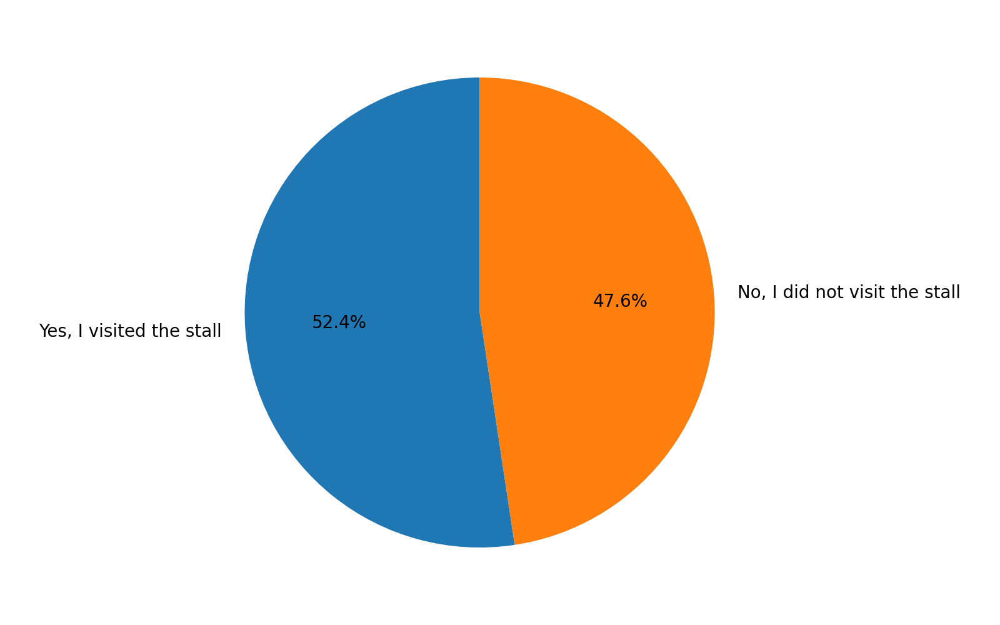 Yes, I visited the stall
52.4%
47.6%
No, I did not visit the stall